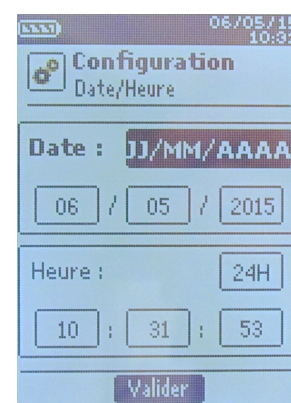 06/05/15
10:3
Configuration
Date/Heure
Date : JJ/MM/AAAA
06 / 05 / 2015
Heure : 24H
10 : 31 : 53
Valider